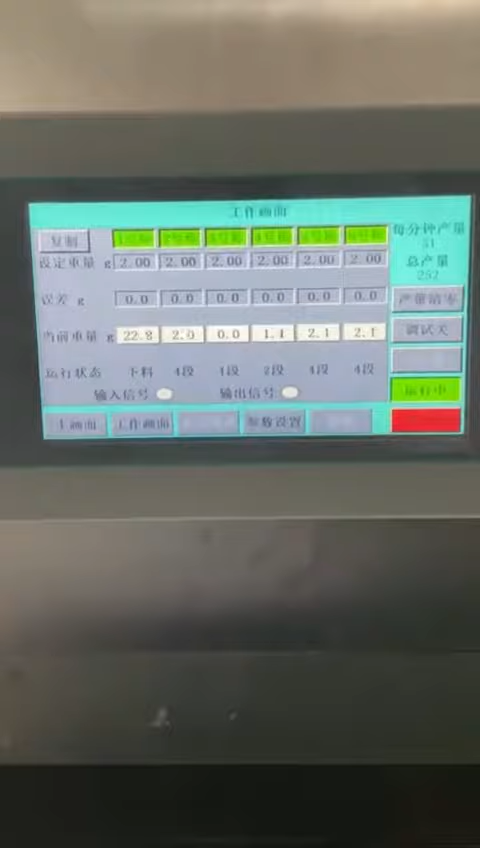 工作画面
复制
每分钟产量
51
设定重量 g 2.00 2.00 2.00 2.00 2.00 2.00
总产量
252
误差 g 0.0 0.0 0.0 0.0 0.0 0.0
产量清零
当前重量 g 22.8 2.0 0.0 1.1 2.1 2.1
调试关
运行状态 下料 4段
4段 4段
输入信号 输出信号
运行中
主画面 工作画面 参数设置